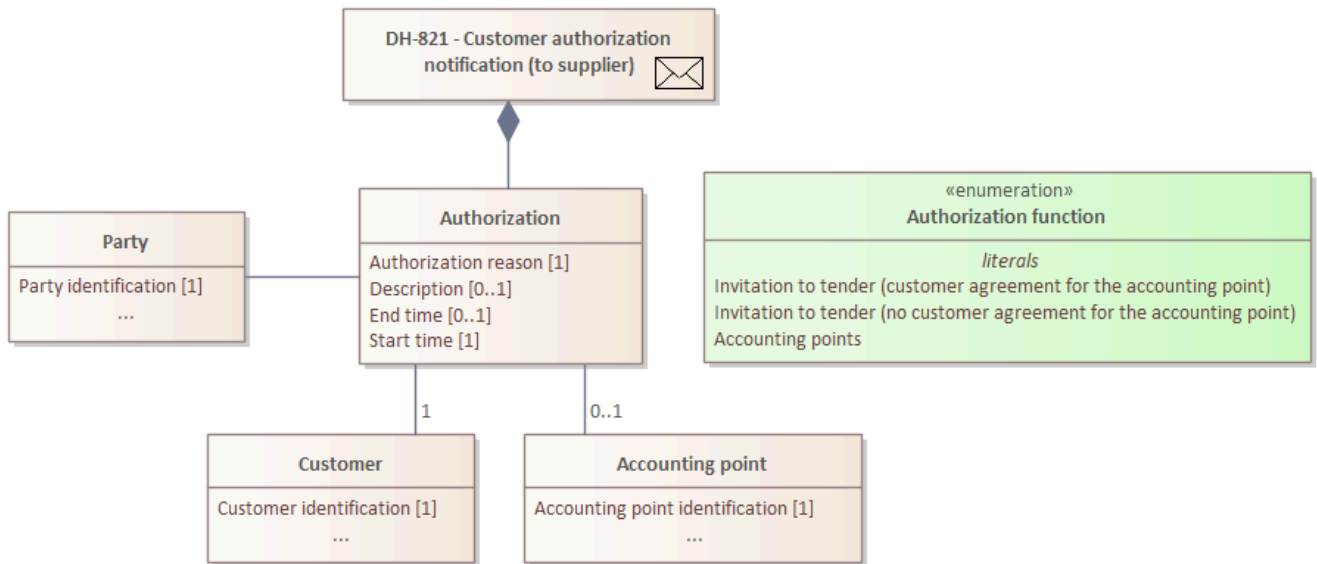 DH-821 - Customer authorization
notification (to supplier)
Party
Party identification [1]
...
Authorization
Authorization reason [1]
Description [0..1]
End time [0..1]
Start time [1]
«enumeration»
Authorization function
literals
Invitation to tender (customer agreement for the accounting point)
Invitation to tender (no customer agreement for the accounting point)
Accounting points
1
0..1
Customer
Customer identification [1]
...
Accounting point
Accounting point identification [1]
...